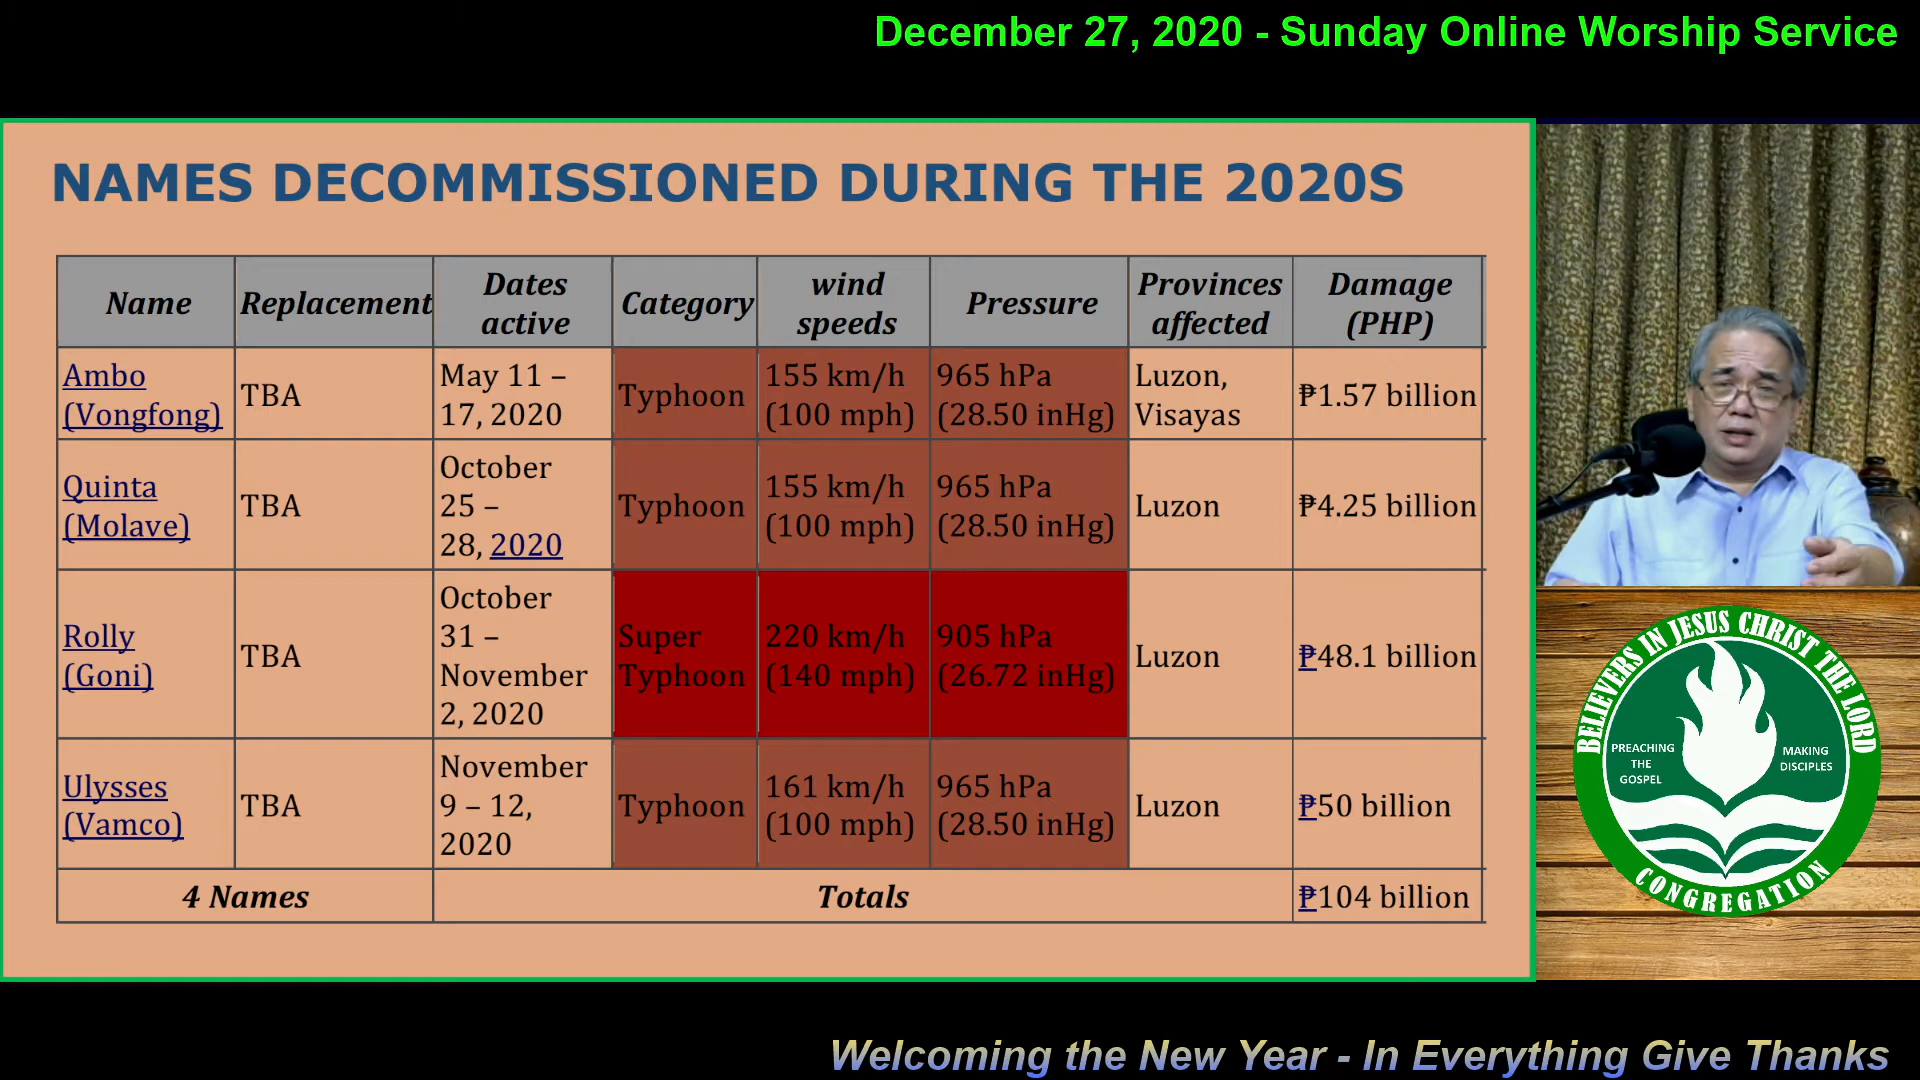 December 27, 2020 - Sunday Online Worship Service
NAMES DECOMMISSIONED DURING THE 2020S
Name Replacement Dates active Category wind speeds Pressure Provinces affected Damage (PHP)
Ambo (Vongfong) TBA May 11 – 17, 2020 Typhoon 155 km/h (100 mph) 965 hPa (28.50 inHg) Luzon, Visayas ₱1.57 billion
Quinta (Molave) TBA October 25 – 28, 2020 Typhoon 155 km/h (100 mph) 965 hPa (28.50 inHg) Luzon ₱4.25 billion
Rolly (Goni) TBA October 31 – November 2, 2020 Super Typhoon 220 km/h (140 mph) 905 hPa (26.72 inHg) Luzon ₱48.1 billion
Ulysses (Vamco) TBA November 9 – 12, 2020 Typhoon 161 km/h (100 mph) 965 hPa (28.50 inHg) Luzon ₱50 billion
4 Names Totals ₱104 billion
BELIEVERS IN JESUS CHRIST THE LORD
PREACHING
THE
GOSPEL
MAKING
DISCIPLES
CONGREGATION
Welcoming the New Year - In Everything Give Thanks